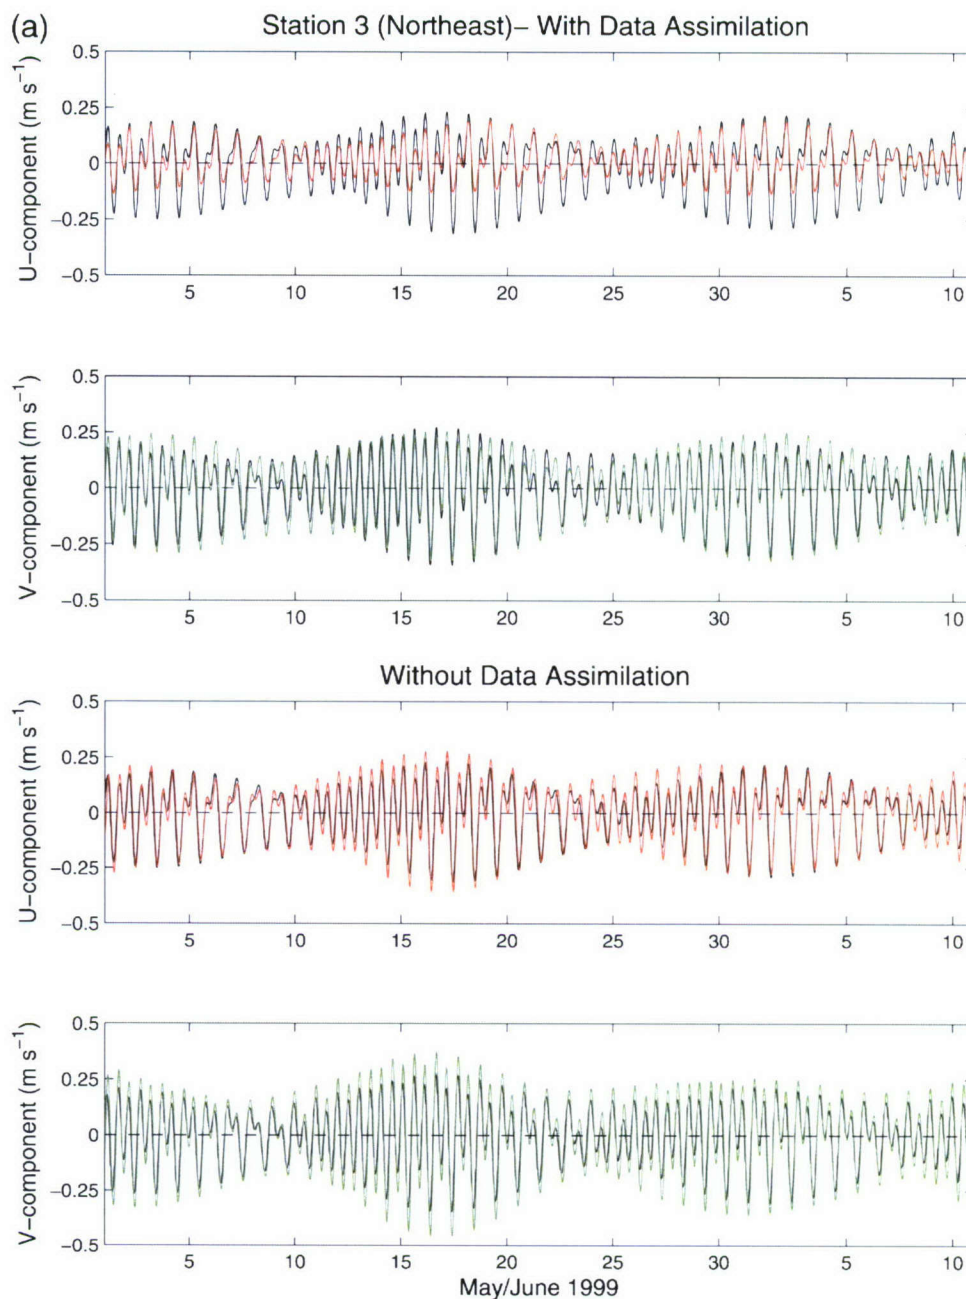 (a)
Station 3 (Northeast)– With Data Assimilation
U–component (m s⁻¹)
0.5
0.25
0
–0.25
–0.5
5 10 15 20 25 30 5 10
V–component (m s⁻¹)
0.5
0.25
0
–0.25
–0.5
5 10 15 20 25 30 5 10
Without Data Assimilation
U–component (m s⁻¹)
0.5
0.25
0
–0.25
–0.5
5 10 15 20 25 30 5 10
V–component (m s⁻¹)
0.5
0.25
0
–0.25
–0.5
5 10 15 20 25 30 5 10
May/June 1999